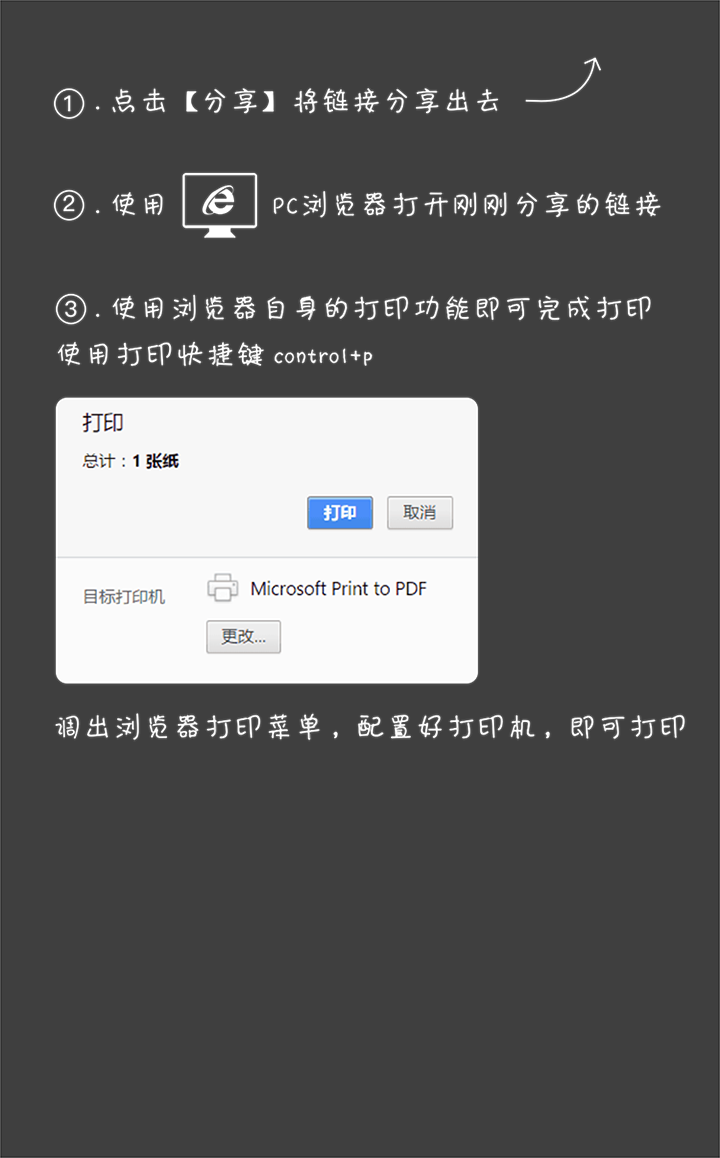 ①.点击【分享】将链接分享出去
②.使用 PC浏览器打开刚刚分享的链接
③.使用浏览器自身的打印功能即可完成打印
使用打印快捷键 control+p
打印
总计：1 张纸
打印 取消
目标打印机 Microsoft Print to PDF
更改...
调出浏览器打印菜单，配置好打印机，即可打印